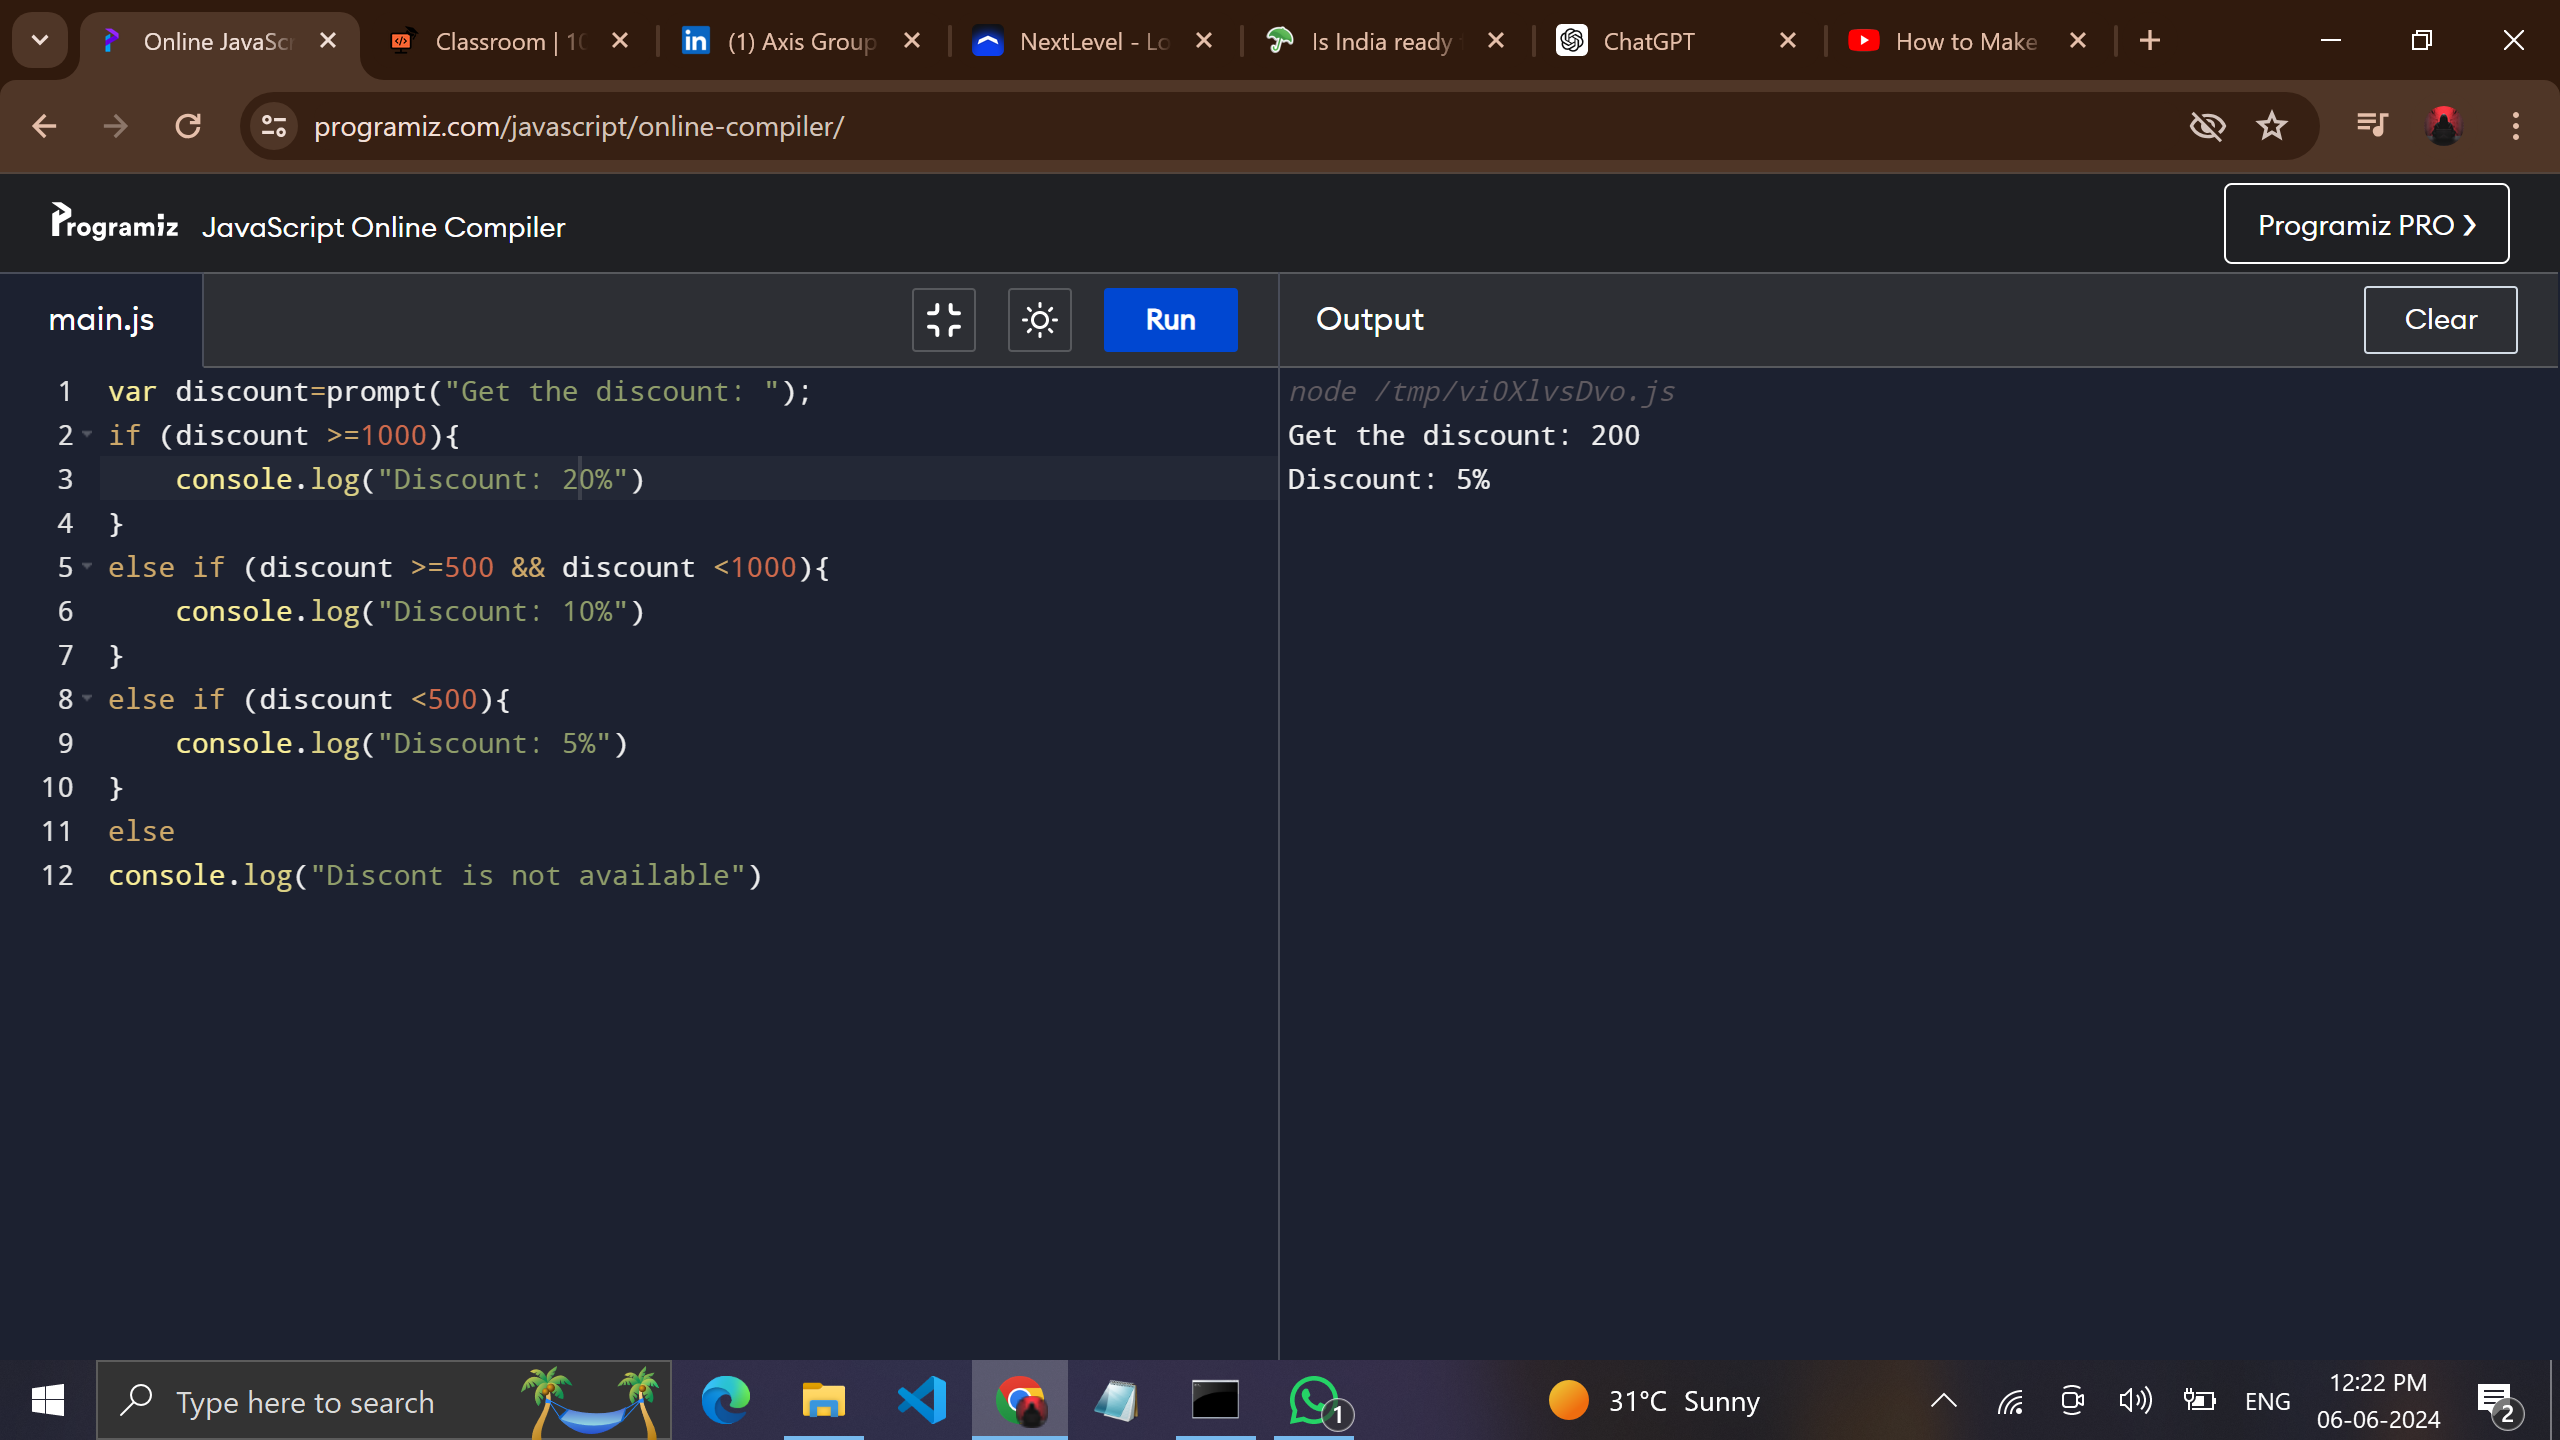 Online JavaScr
Classroom | 10
(1) Axis Group
NextLevel - Lo
Is India ready f
ChatGPT
How to Make
programiz.com/javascript/online-compiler/
Programiz JavaScript Online Compiler
Programiz PRO ❯
main.js
Run
Output
Clear
1 var discount=prompt("Get the discount: ");
2 if (discount >=1000){
3     console.log("Discount: 20%")
4 }
5 else if (discount >=500 && discount <1000){
6     console.log("Discount: 10%")
7 }
8 else if (discount <500){
9     console.log("Discount: 5%")
10 }
11 else
12 console.log("Discont is not available")
node /tmp/vi0XlvsDvo.js
Get the discount: 200
Discount: 5%
Type here to search
1
31°C Sunny
ENG
12:22 PM
06-06-2024
2